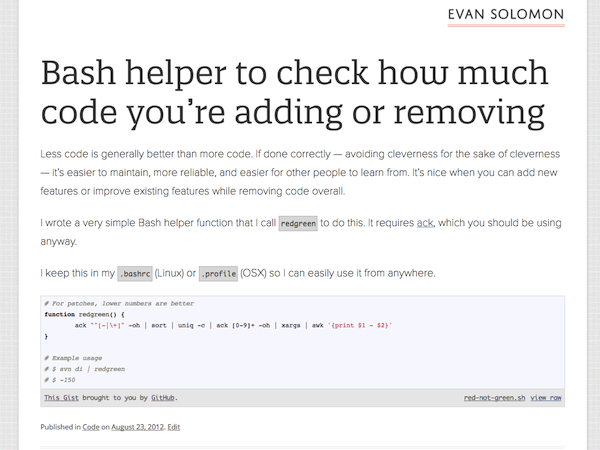 EVAN SOLOMON
Bash helper to check how much
code you’re adding or removing
Less code is generally better than more code. If done correctly — avoiding cleverness for the sake of cleverness
— it’s easier to maintain, more reliable, and easier for other people to learn from. It’s nice when you can add new
features or improve existing features while removing code overall.
I wrote a very simple Bash helper function that I call redgreen to do this. It requires ack, which you should be using
anyway.
I keep this in my .bashrc (Linux) or .profile (OSX) so I can easily use it from anywhere.
# For patches, lower numbers are better
function redgreen() {
ack "^[-|\+]" -oh | sort | uniq -c | ack [0-9]+ -oh | xargs | awk '{print $1 - $2}'
}
# Example usage
# $ svn di | redgreen
# $ -150
This Gist brought to you by GitHub. red-not-green.sh view raw
Published in Code on August 23, 2012. Edit